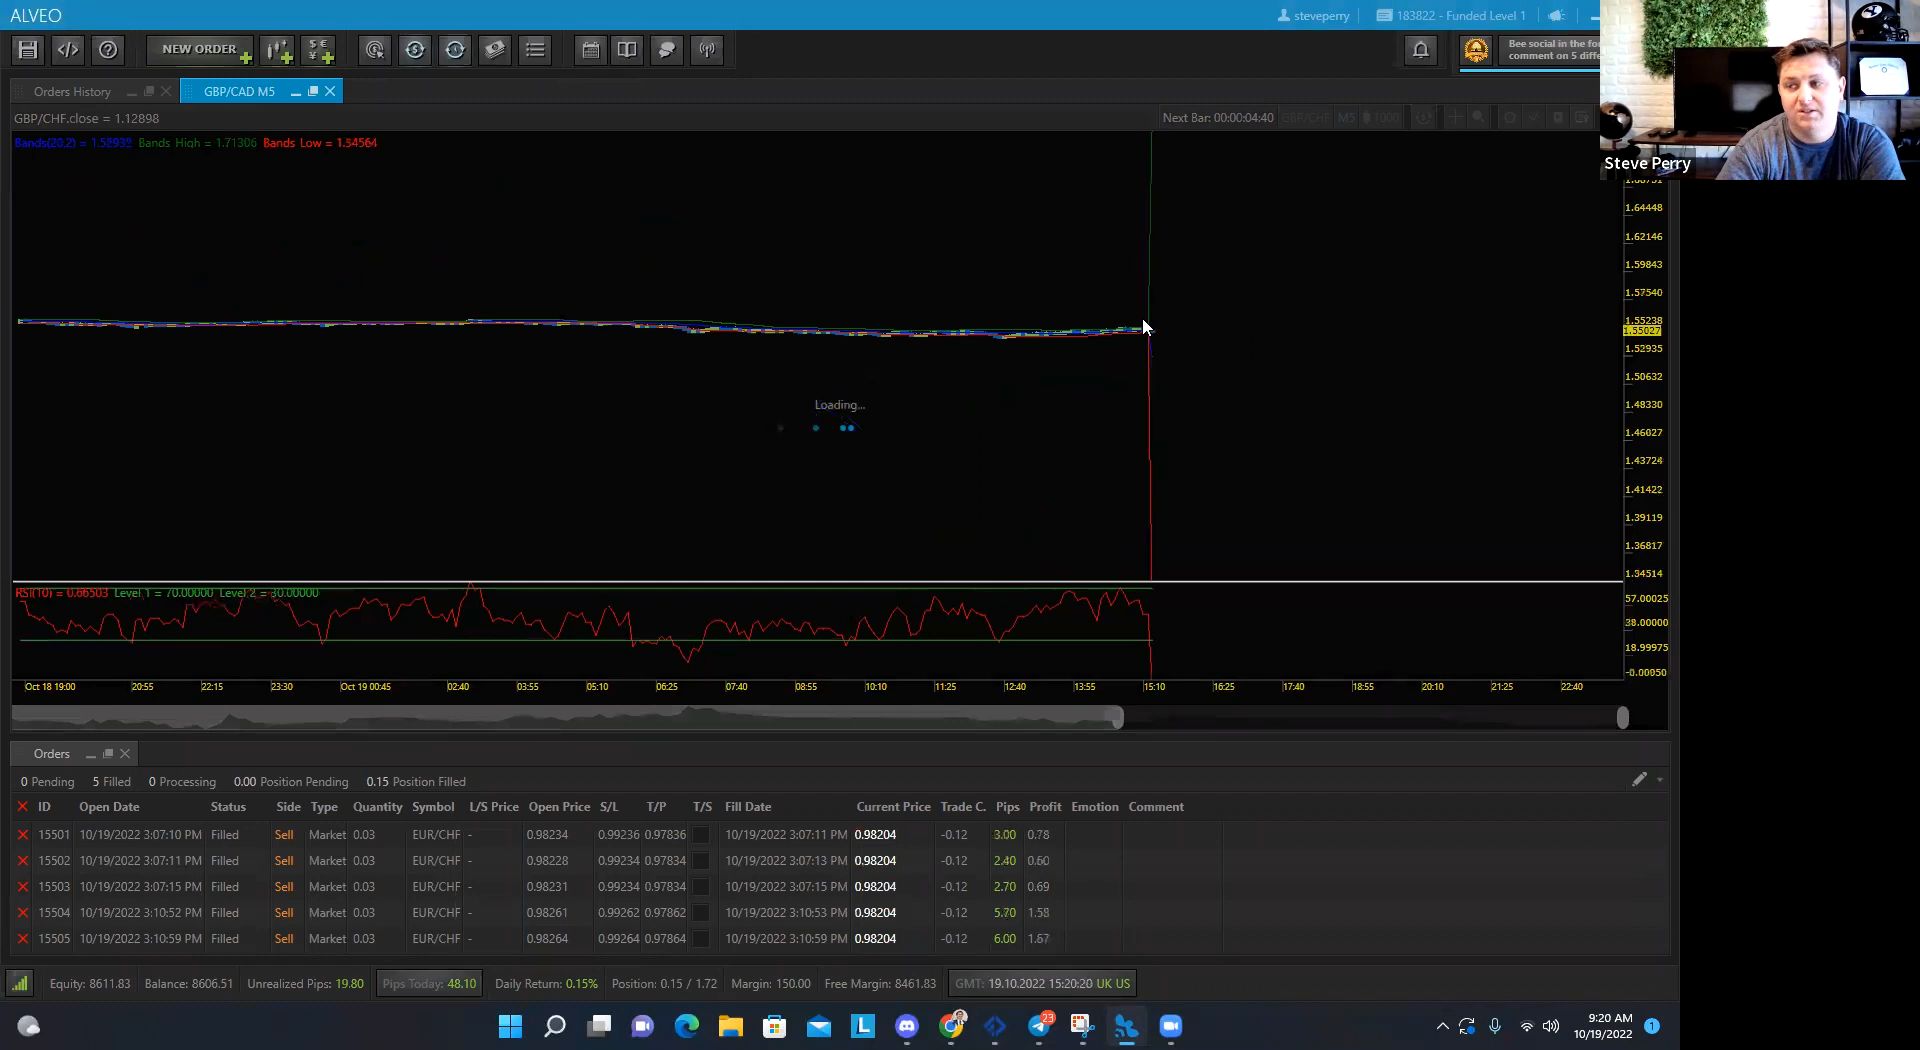 ALVEO
steveperry
183822 - Funded Level 1
NEW ORDER
Bee social in the fo
comment on 5 diffe
Steve Perry
Orders History
GBP/CAD M5
GBP/CHF.close = 1.12898
Next Bar: 00:00:04:40
GBP/CHF M5 1000
Bands High = 1.71306 Bands Low = 1.34564
1.64448
1.62146
1.59843
1.57540
1.55238
1.55027
1.52935
1.50632
1.48330
1.46027
1.43724
1.41422
1.39119
1.36817
1.34514
Loading...
RSI(10) = 0.66503 Level 1 = 70.00000 Level 2 = 30.00000
57.00025
38.00000
18.99975
-0.00050
Oct 18 19:00 20:55 22:15 23:30 Oct 19 00:45 02:40 03:55 05:10 06:25 07:40 08:55 10:10 11:25 12:40 13:55 15:10 16:25 17:40 18:55 20:10 21:25 22:40
Orders
0 Pending 5 Filled 0 Processing 0.00 Position Pending 0.15 Position Filled
ID Open Date Status Side Type Quantity Symbol L/S Price Open Price S/L T/P T/S Fill Date Current Price Trade C. Pips Profit Emotion Comment
15501 10/19/2022 3:07:10 PM Filled Sell Market 0.03 EUR/CHF - 0.98234 0.99236 0.97836 10/19/2022 3:07:11 PM 0.98204 -0.12 3.00 0.78
15502 10/19/2022 3:07:11 PM Filled Sell Market 0.03 EUR/CHF - 0.98228 0.99234 0.97834 10/19/2022 3:07:13 PM 0.98204 -0.12 2.40 0.60
15503 10/19/2022 3:07:15 PM Filled Sell Market 0.03 EUR/CHF - 0.98231 0.99234 0.97834 10/19/2022 3:07:15 PM 0.98204 -0.12 2.70 0.69
15504 10/19/2022 3:10:52 PM Filled Sell Market 0.03 EUR/CHF - 0.98261 0.99262 0.97862 10/19/2022 3:10:53 PM 0.98204 -0.12 5.70 1.58
15505 10/19/2022 3:10:59 PM Filled Sell Market 0.03 EUR/CHF - 0.98264 0.99264 0.97864 10/19/2022 3:10:59 PM 0.98204 -0.12 6.00 1.67
Equity: 8611.83 Balance: 8606.51 Unrealized Pips: 19.80 Pips Today: 48.10 Daily Return: 0.15% Position: 0.15 / 1.72 Margin: 150.00 Free Margin: 8461.83 GMT: 19.10.2022 15:20:20 UK US
23
9:20 AM
10/19/2022
1